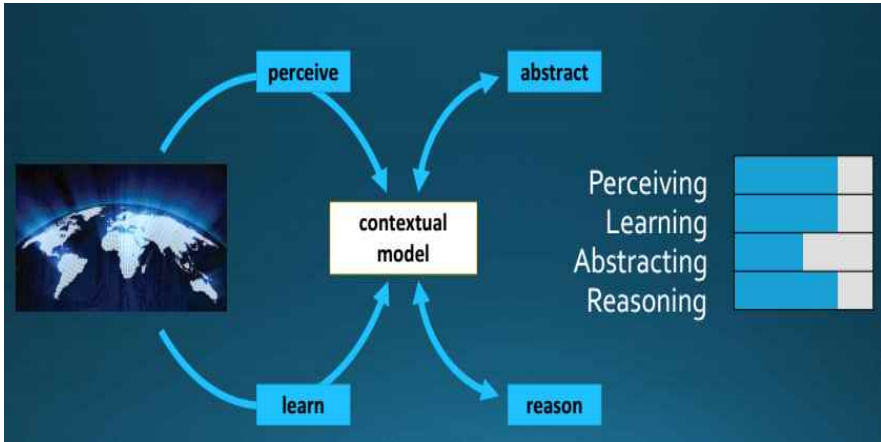 perceive
abstract
contextual
model
learn
reason
Perceiving
Learning
Abstracting
Reasoning